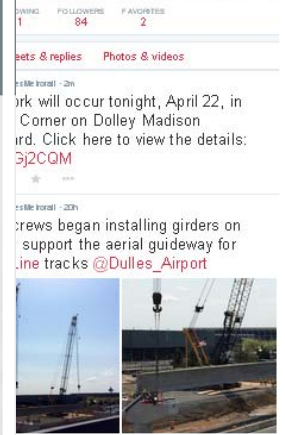 OWING FOLLOWERS FAVORITES
1 84 2
eets & replies Photos & videos
esMetrorail · 2m
ork will occur tonight, April 22, in
Corner on Dolley Madison
ard. Click here to view the details:
Gj2CQM
esMetrorail · 20h
crews began installing girders on
support the aerial guideway for
Line tracks @Dulles_Airport